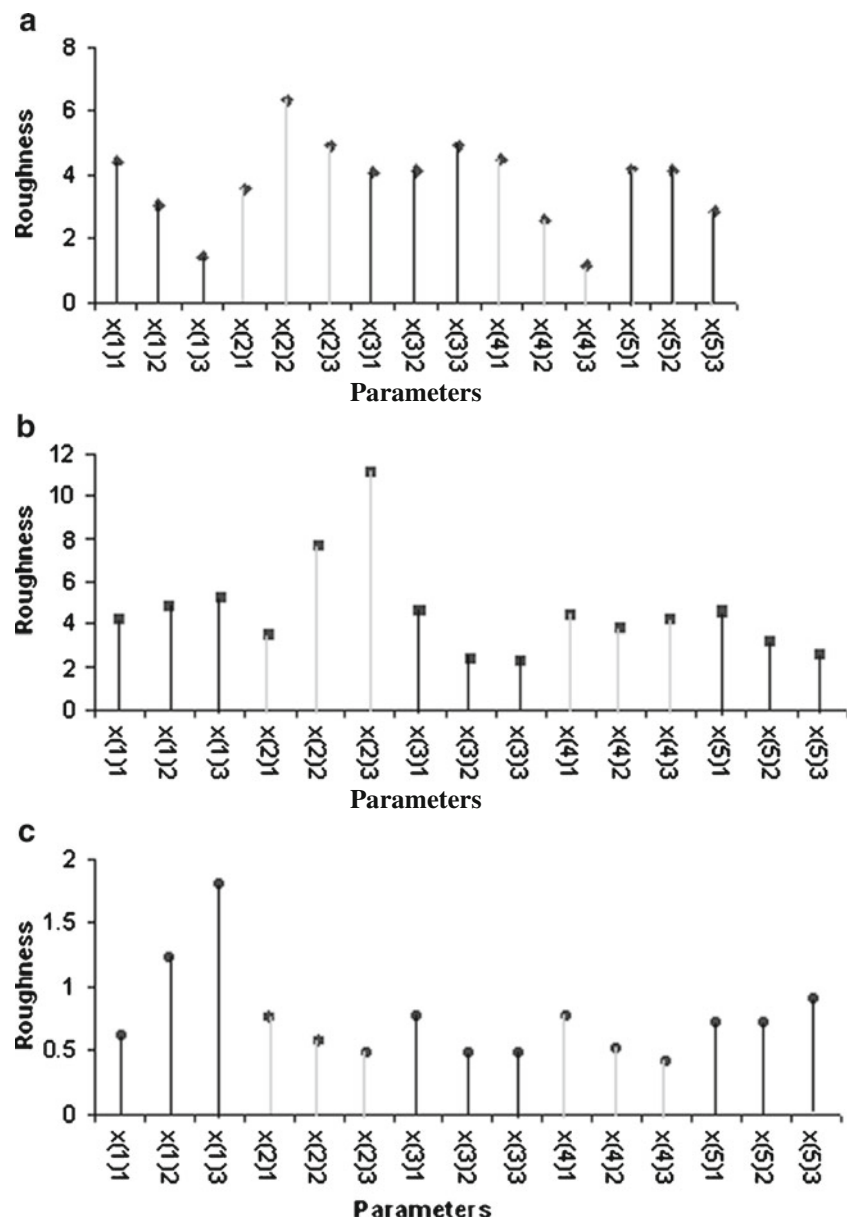 a
Roughness
8
6
4
2
0
x(1)1 x(1)2 x(1)3 x(2)1 x(2)2 x(2)3 x(3)1 x(3)2 x(3)3 x(4)1 x(4)2 x(4)3 x(5)1 x(5)2 x(5)3
Parameters
b
Roughness
12
10
8
6
4
2
0
x(1)1 x(1)2 x(1)3 x(2)1 x(2)2 x(2)3 x(3)1 x(3)2 x(3)3 x(4)1 x(4)2 x(4)3 x(5)1 x(5)2 x(5)3
Parameters
c
Roughness
2
1.5
1
0.5
0
x(1)1 x(1)2 x(1)3 x(2)1 x(2)2 x(2)3 x(3)1 x(3)2 x(3)3 x(4)1 x(4)2 x(4)3 x(5)1 x(5)2 x(5)3
Parameters